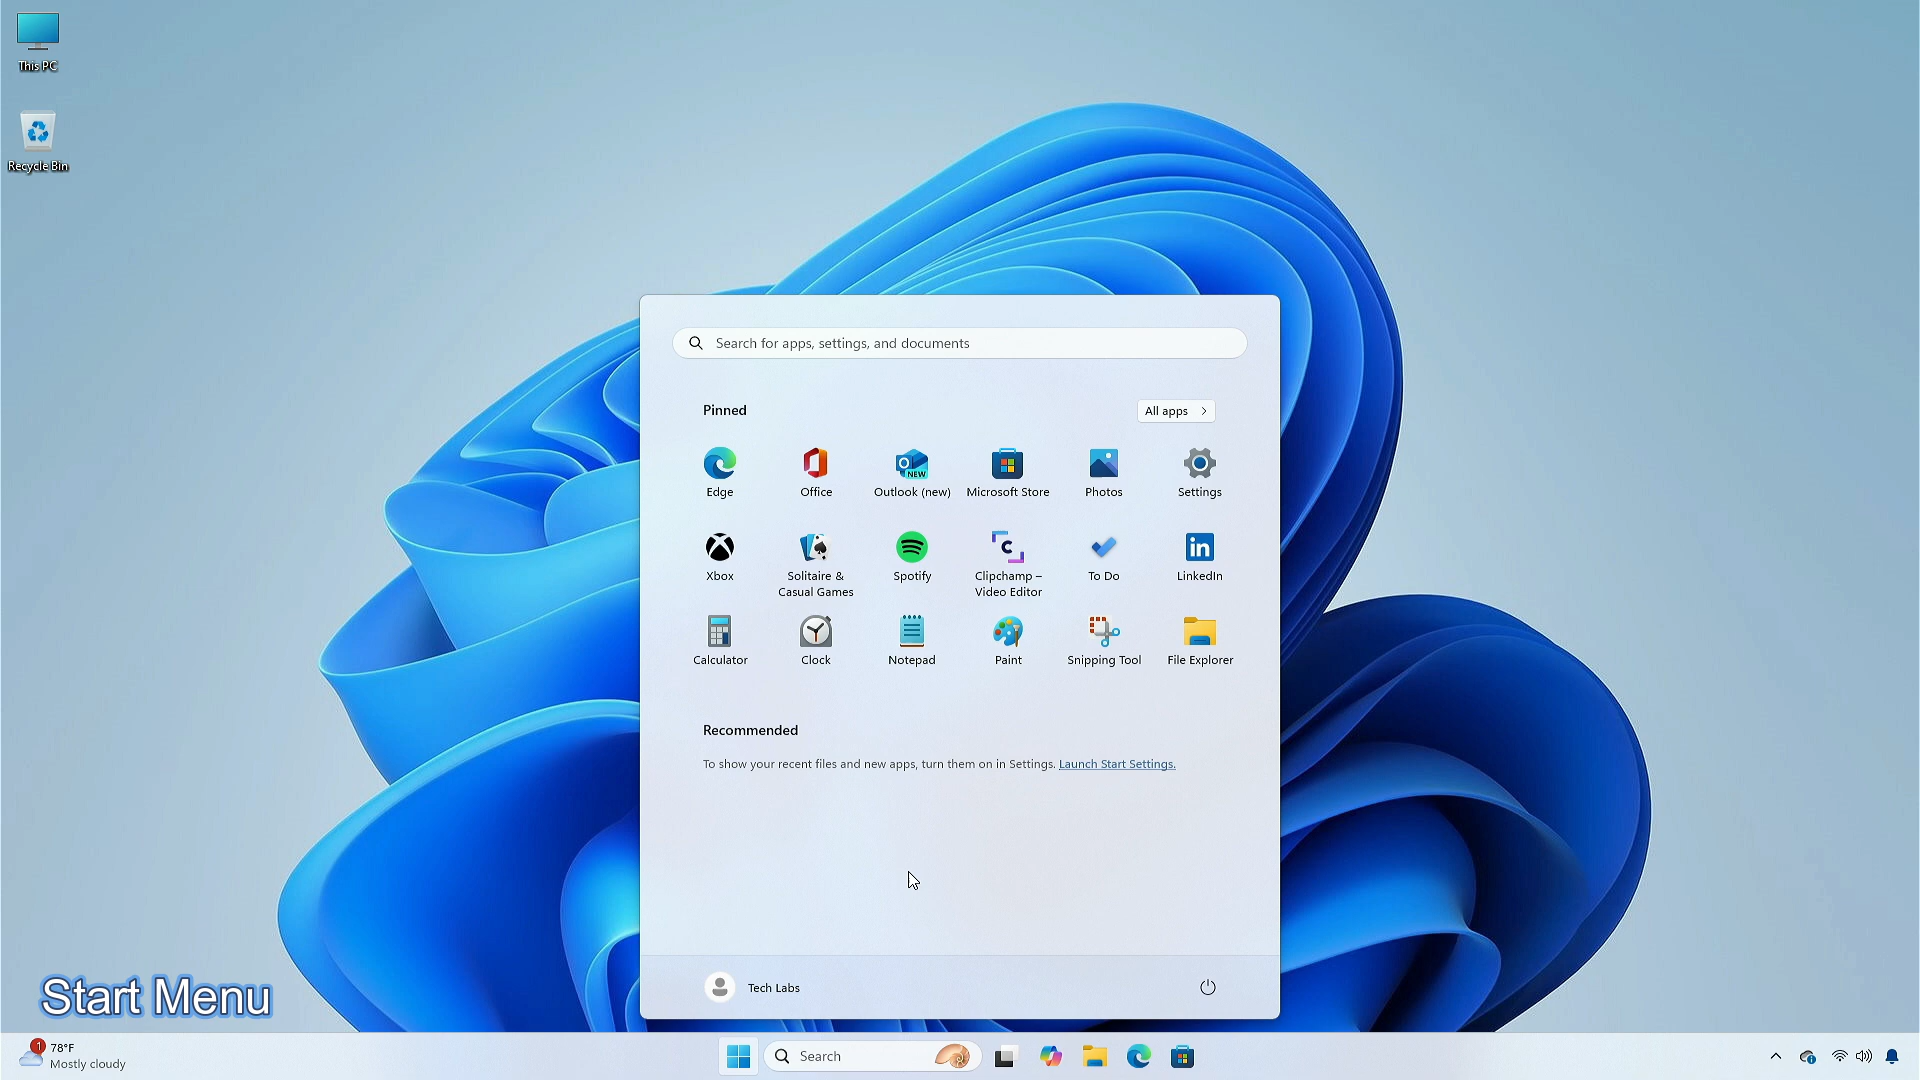 This PC
Recycle Bin
Search for apps, settings, and documents
Pinned
All apps
Edge
Office
NEW
Outlook (new)
Microsoft Store
Photos
Settings
Xbox
Solitaire &
Casual Games
Spotify
Clipchamp –
Video Editor
To Do
in
LinkedIn
Calculator
Clock
Notepad
Paint
Snipping Tool
File Explorer
Recommended
To show your recent files and new apps, turn them on in Settings. Launch Start Settings.
Tech Labs
Start Menu
1
78°F
Mostly cloudy
Search